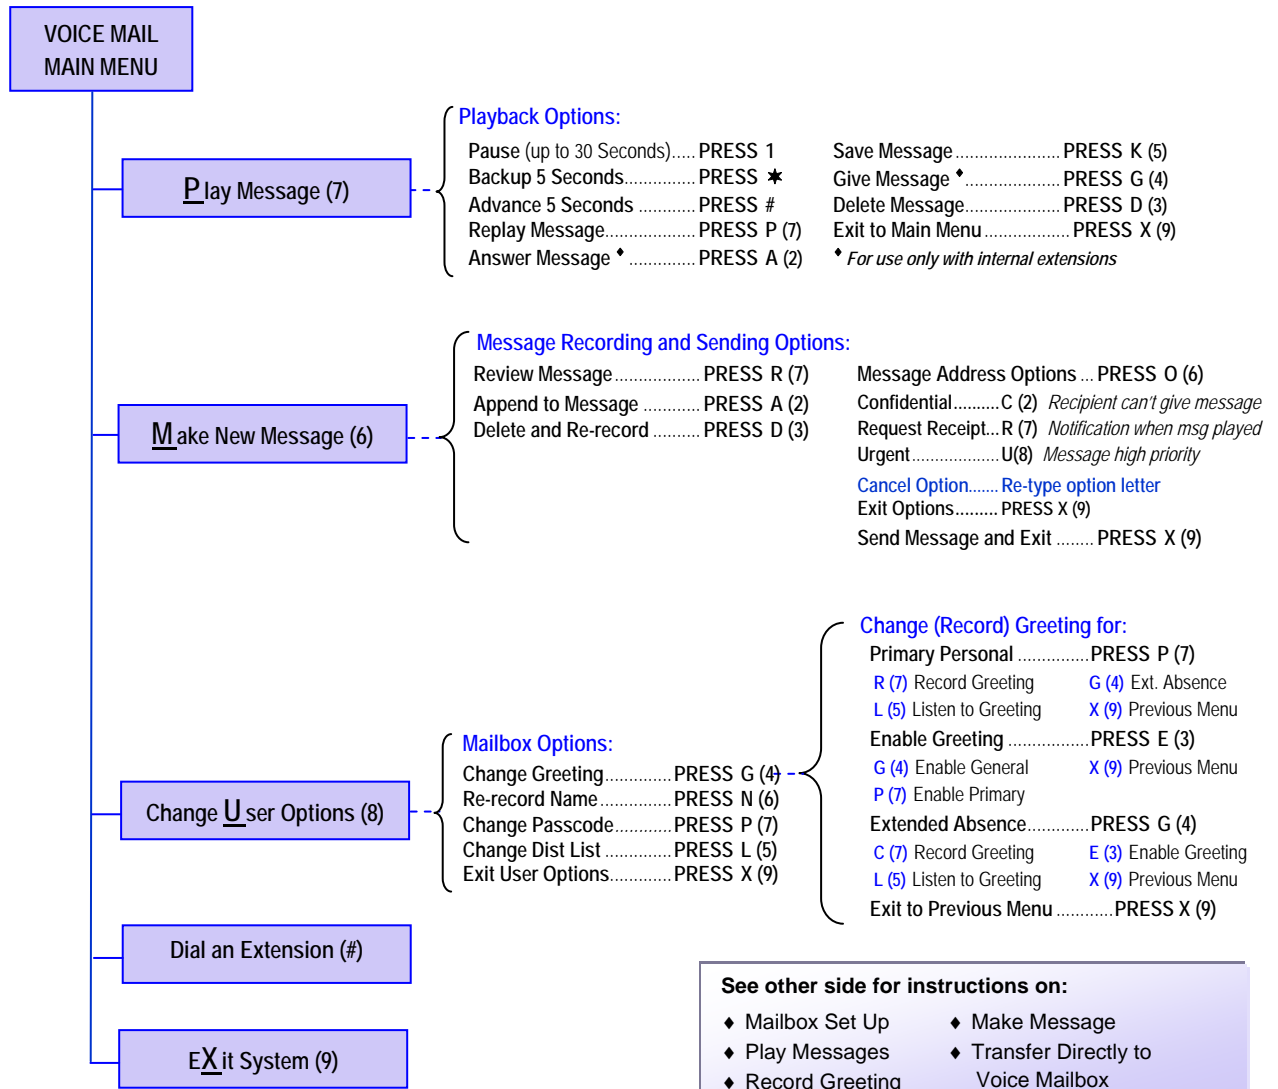 VOICE MAIL
MAIN MENU
Play Message (7)
Playback Options:
Pause (up to 30 Seconds)..... PRESS 1
Backup 5 Seconds............... PRESS ✶
Advance 5 Seconds ............ PRESS #
Replay Message................... PRESS P (7)
Answer Message ♦ .............. PRESS A (2)
Save Message ...................... PRESS K (5)
Give Message ♦.................... PRESS G (4)
Delete Message.................... PRESS D (3)
Exit to Main Menu .................. PRESS X (9)
♦ For use only with internal extensions
Make New Message (6)
Message Recording and Sending Options:
Review Message.................. PRESS R (7)
Append to Message ............ PRESS A (2)
Delete and Re-record .......... PRESS D (3)
Message Address Options ... PRESS O (6)
Confidential..........C (2) Recipient can't give message
Request Receipt...R (7) Notification when msg played
Urgent...................U(8) Message high priority
Cancel Option....... Re-type option letter
Exit Options......... PRESS X (9)
Send Message and Exit ........ PRESS X (9)
Change User Options (8)
Mailbox Options:
Change Greeting.............. PRESS G (4)
Re-record Name............... PRESS N (6)
Change Passcode............ PRESS P (7)
Change Dist List .............. PRESS L (5)
Exit User Options............. PRESS X (9)
Change (Record) Greeting for:
Primary Personal ...............PRESS P (7)
R (7) Record Greeting G (4) Ext. Absence
L (5) Listen to Greeting X (9) Previous Menu
Enable Greeting .................PRESS E (3)
G (4) Enable General X (9) Previous Menu
P (7) Enable Primary
Extended Absence.............PRESS G (4)
C (7) Record Greeting E (3) Enable Greeting
L (5) Listen to Greeting X (9) Previous Menu
Exit to Previous Menu ............PRESS X (9)
Dial an Extension (#)
EXit System (9)
See other side for instructions on:
♦ Mailbox Set Up
♦ Play Messages
♦ Record Greeting
♦ Make Message
♦ Transfer Directly to
Voice Mailbox